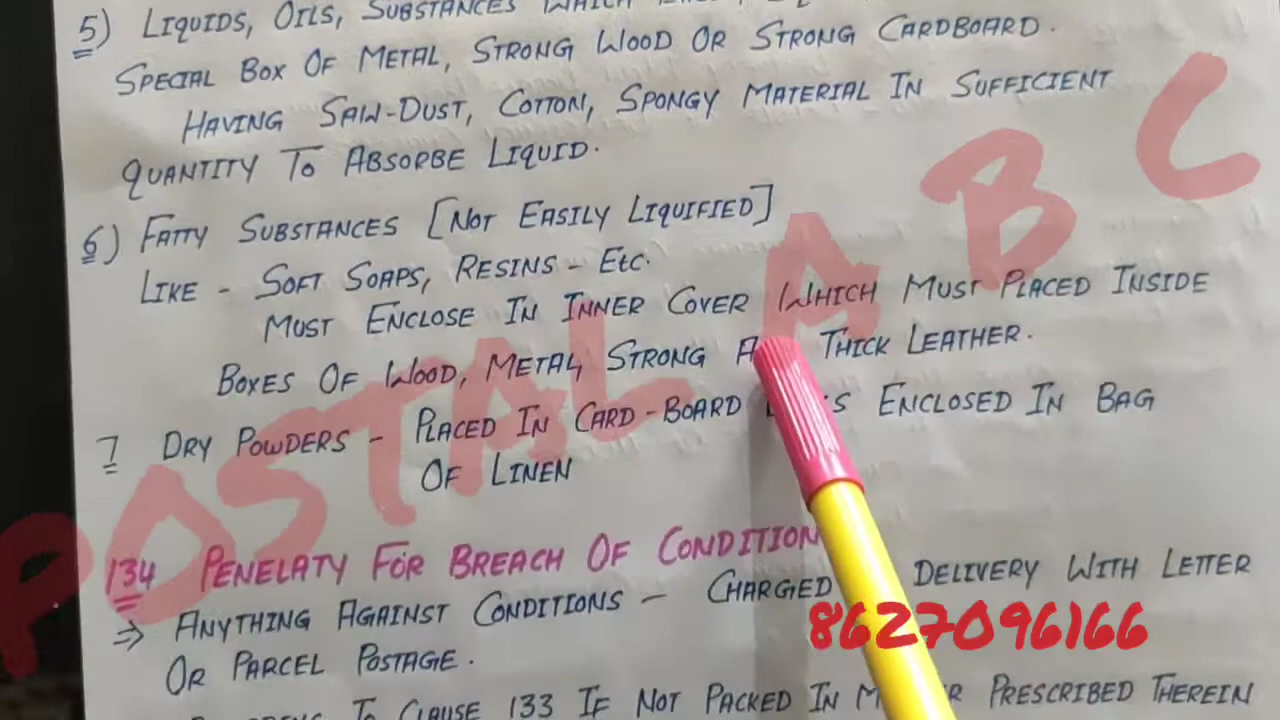 5) LIQUIDS, OILS, SUBSTANCES WHICH
SPECIAL BOX OF METAL, STRONG WOOD OR STRONG CARDBOARD.
HAVING SAW-DUST, COTTON, SPONGY MATERIAL IN SUFFICIENT
QUANTITY TO ABSORBE LIQUID.
6) FATTY SUBSTANCES [NOT EASILY LIQUIFIED]
LIKE - SOFT SOAPS, RESINS - ETC.
MUST ENCLOSE IN INNER COVER WHICH MUST PLACED INSIDE
BOXES OF WOOD, METAL, STRONG THICK LEATHER.
7 DRY POWDERS - PLACED IN CARD-BOARD ENCLOSED IN BAG
OF LINEN
134 PENELATY FOR BREACH OF CONDITION
⇒ ANYTHING AGAINST CONDITIONS - CHARGED DELIVERY WITH LETTER
OR PARCEL POSTAGE.
TO CLAUSE 133 IF NOT PACKED IN PRESCRIBED THEREIN
POSTAL ABC
8627096166